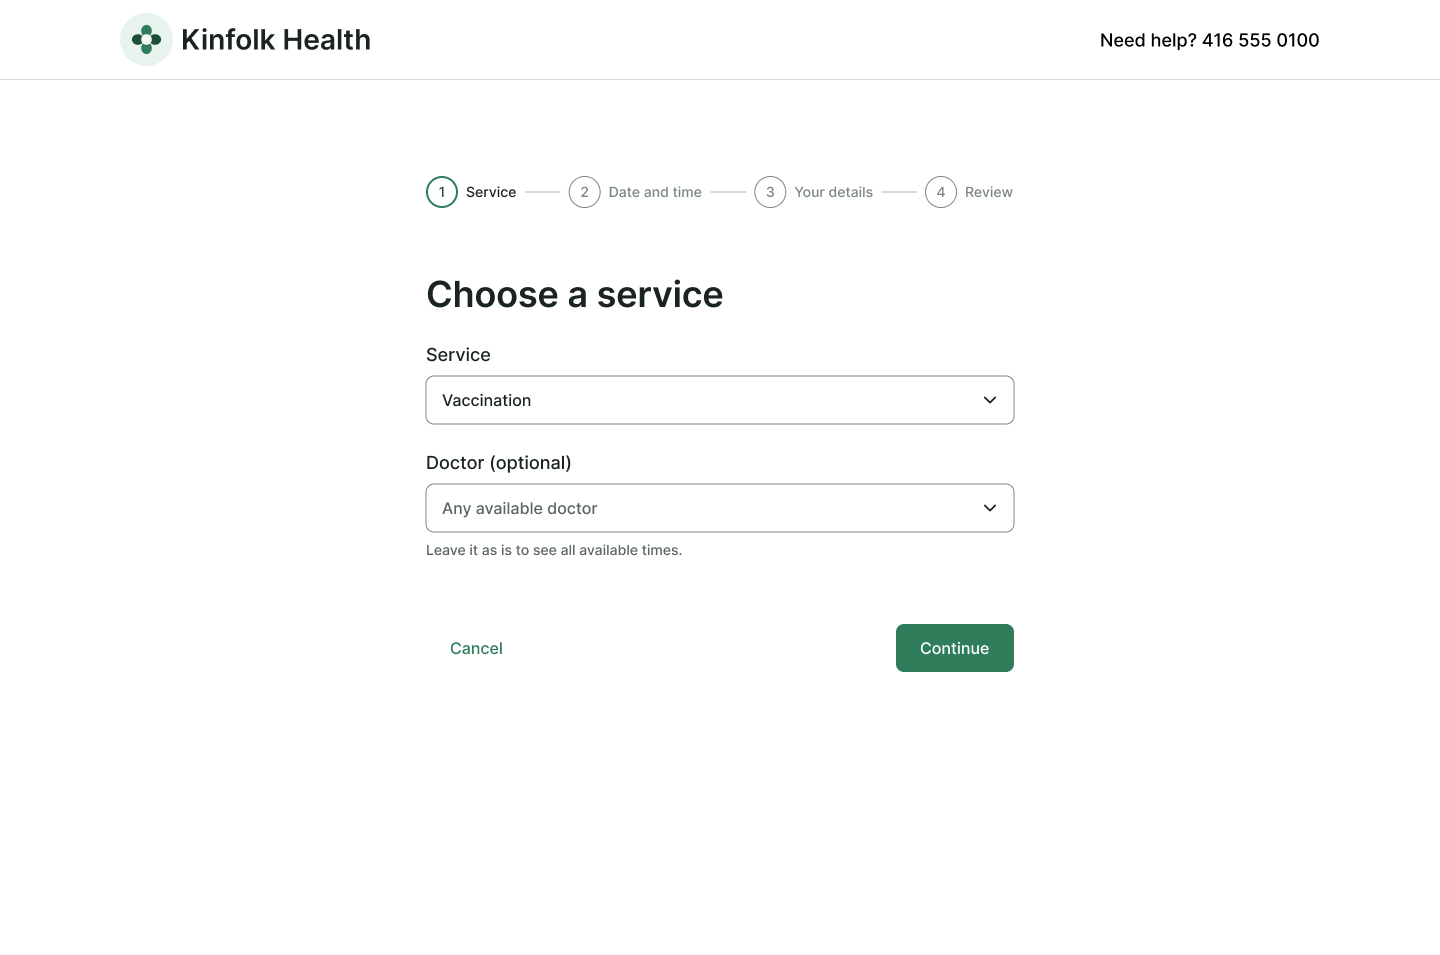 Kinfolk Health
Need help? 416 555 0100
1 Service 2 Date and time 3 Your details 4 Review
Choose a service
Service
Vaccination
Doctor (optional)
Any available doctor
Leave it as is to see all available times.
Cancel
Continue